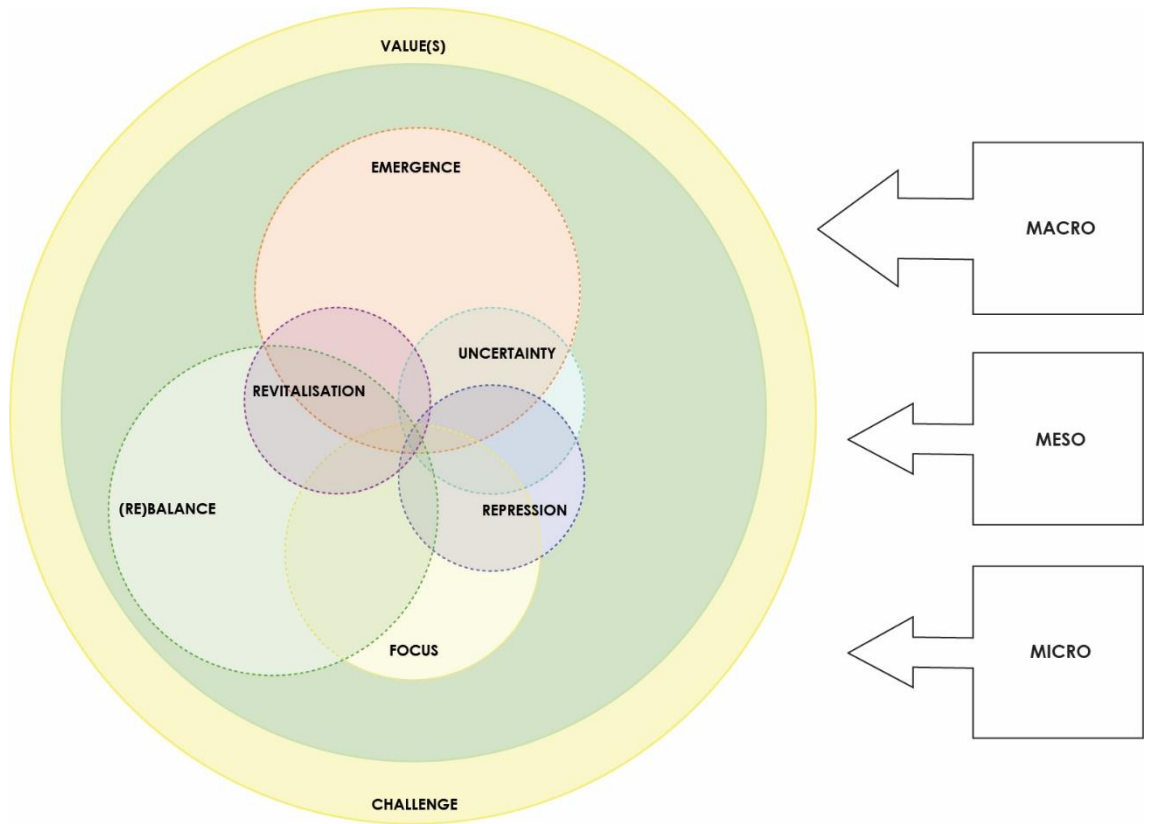 VALUE(S)
EMERGENCE
UNCERTAINTY
REVITALISATION
(RE)BALANCE
REPRESSION
FOCUS
CHALLENGE
MACRO
MESO
MICRO